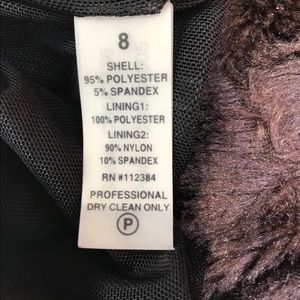 8
SHELL:
95% POLYESTER
5% SPANDEX
LINING1:
100% POLYESTER
LINING2:
90% NYLON
10% SPANDEX
RN #112384
PROFESSIONAL
DRY CLEAN ONLY
P